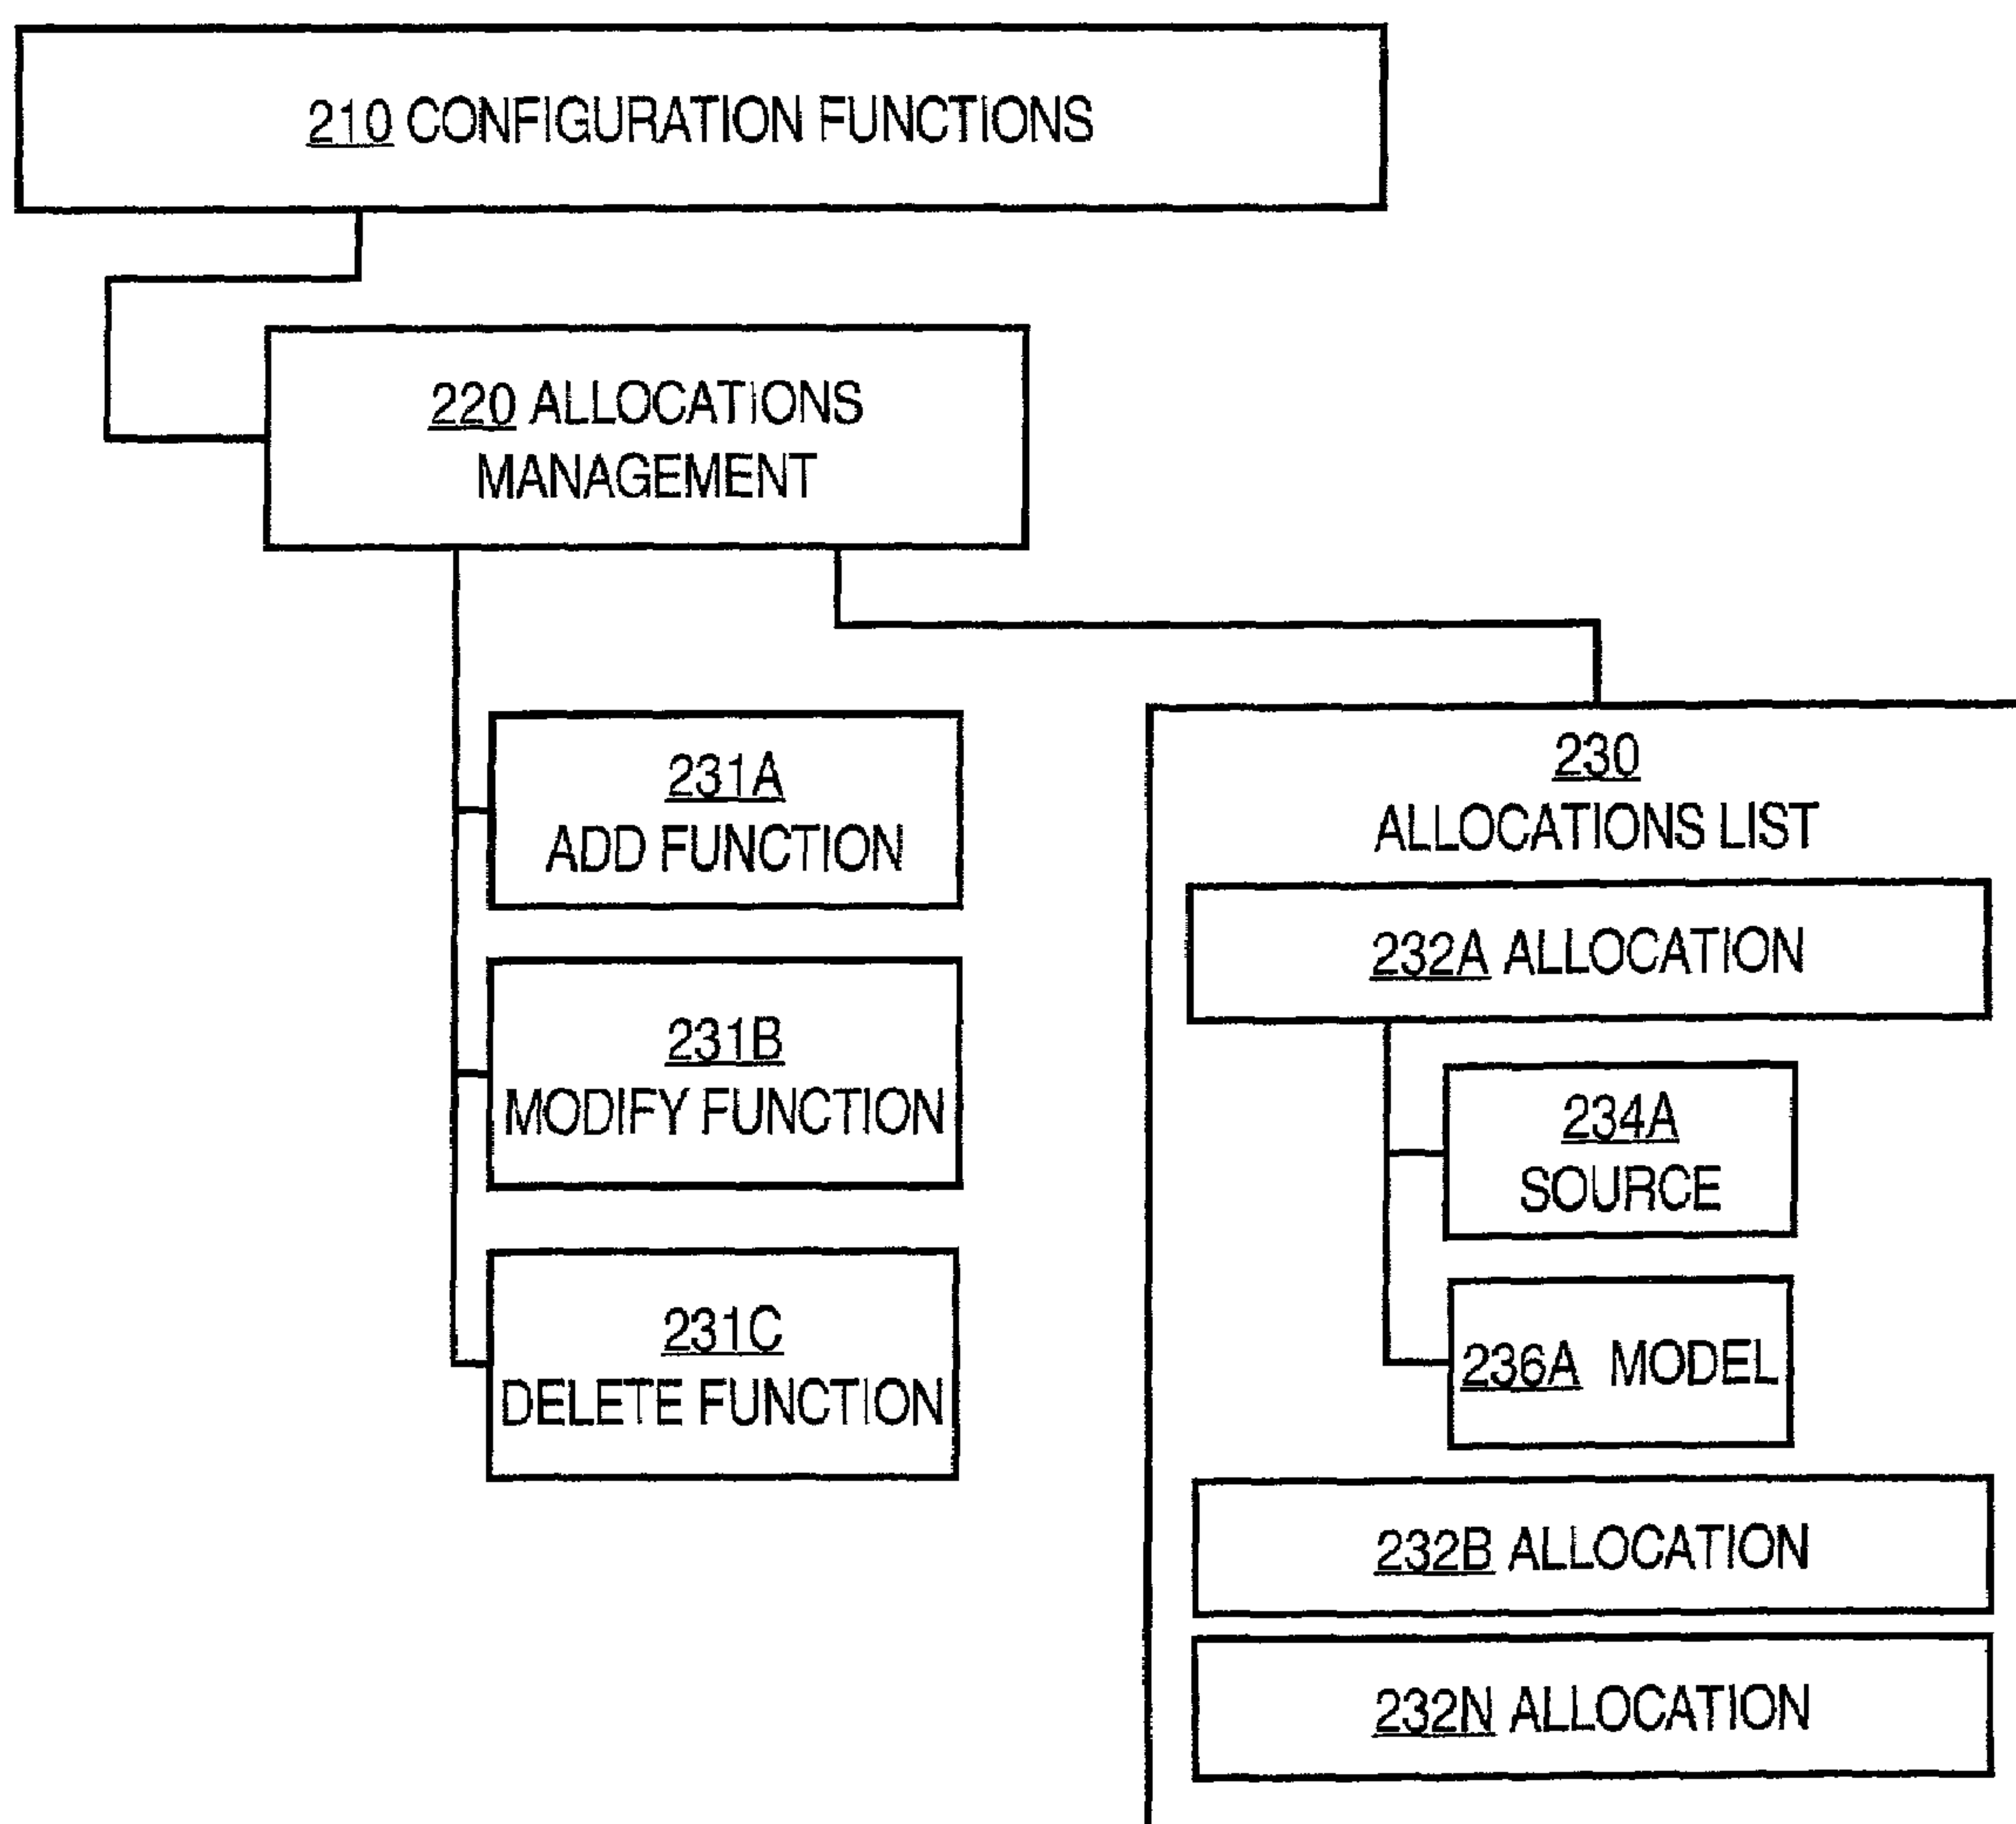 210 CONFIGURATION FUNCTIONS
220 ALLOCATIONS
MANAGEMENT
231A
ADD FUNCTION
231B
MODIFY FUNCTION
231C
DELETE FUNCTION
230
ALLOCATIONS LIST
232A ALLOCATION
234A
SOURCE
236A MODEL
232B ALLOCATION
232N ALLOCATION